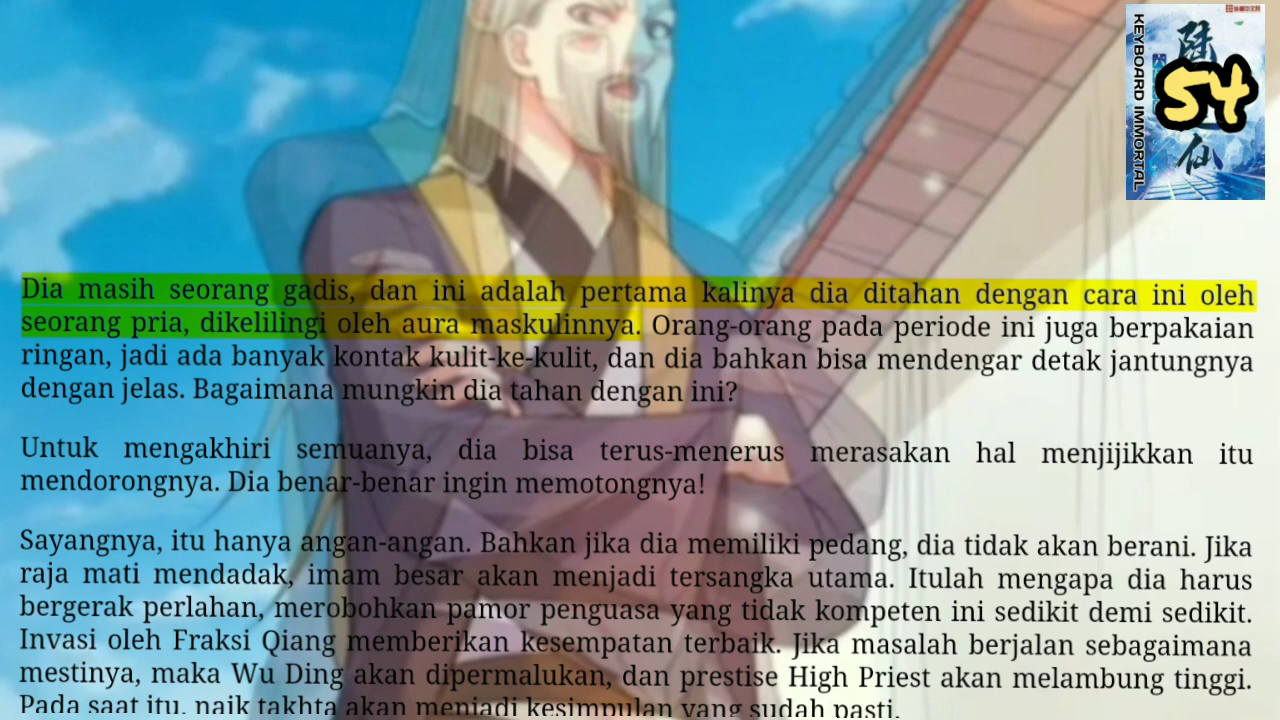 KEYBOARD IMMORTAL
陆
仙
54
Dia masih seorang gadis, dan ini adalah pertama kalinya dia ditahan dengan cara ini oleh
seorang pria, dikelilingi oleh aura maskulinnya. Orang-orang pada periode ini juga berpakaian
ringan, jadi ada banyak kontak kulit-ke-kulit, dan dia bahkan bisa mendengar detak jantungnya
dengan jelas. Bagaimana mungkin dia tahan dengan ini?
Untuk mengakhiri semuanya, dia bisa terus-menerus merasakan hal menjijikkan itu
mendorongnya. Dia benar-benar ingin memotongnya!
Sayangnya, itu hanya angan-angan. Bahkan jika dia memiliki pedang, dia tidak akan berani. Jika
raja mati mendadak, imam besar akan menjadi tersangka utama. Itulah mengapa dia harus
bergerak perlahan, merobohkan pamor penguasa yang tidak kompeten ini sedikit demi sedikit.
Invasi oleh Fraksi Qiang memberikan kesempatan terbaik. Jika masalah berjalan sebagaimana
mestinya, maka Wu Ding akan dipermalukan, dan prestise High Priest akan melambung tinggi.
Pada saat itu, naik takhta akan menjadi kesimpulan yang sudah pasti.